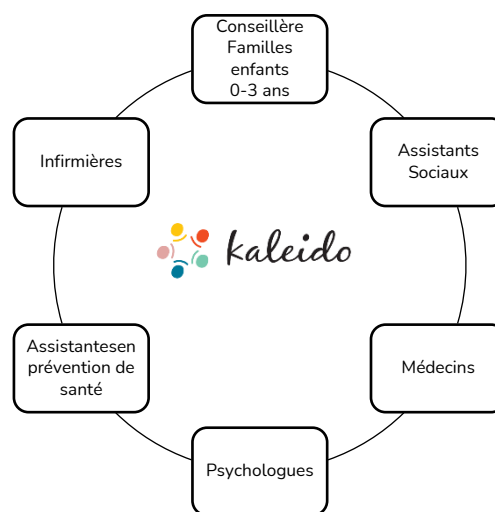 Conseillère
Familles
enfants
0-3 ans
Assistants
Sociaux
Médecins
Psychologues
Assistantesen
prévention de
santé
Infirmières
kaleido